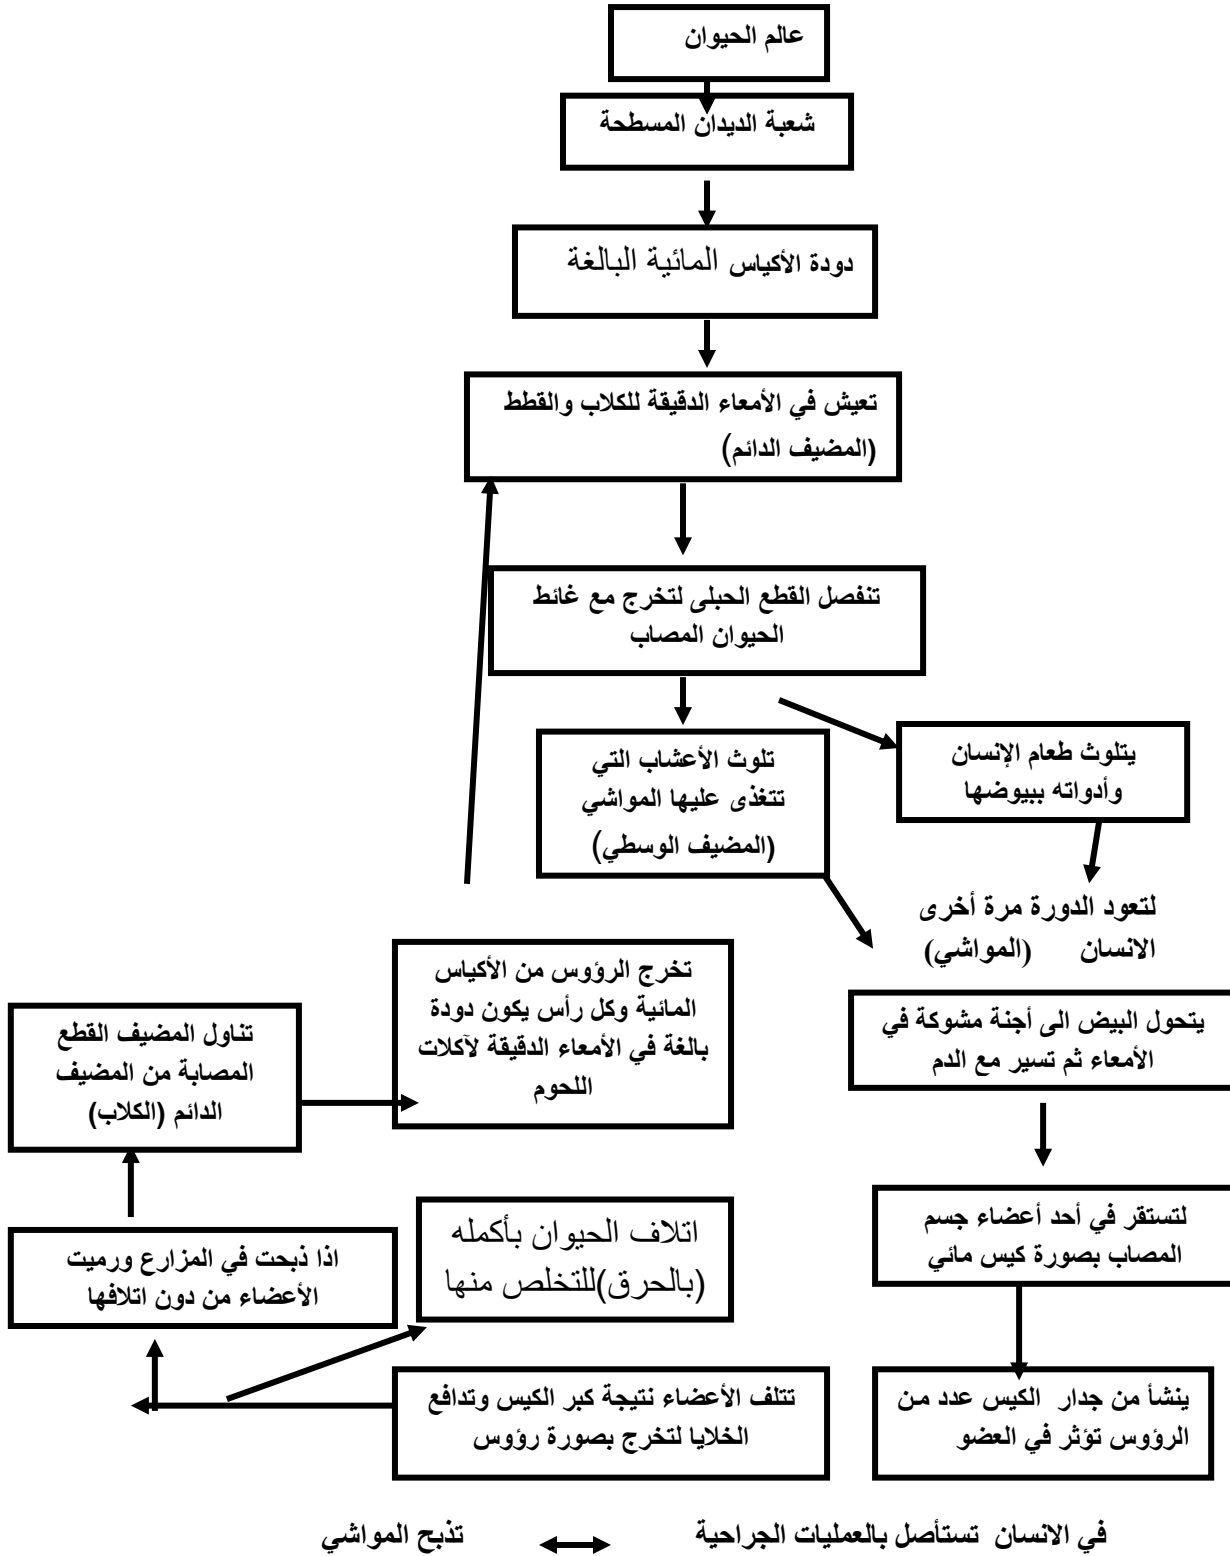 عالم الحيوان
شعبة الديدان المسطحة
دودة الأكياس المائية البالغة
تعيش في الأمعاء الدقيقة للكلاب والقطط
(المضيف الدائم)
تنفصل القطع الحبلى لتخرج مع غائط
الحيوان المصاب
يتلوث طعام الإنسان
وأدواته ببيوضها
تلوث الأعشاب التي
تتغذى عليها المواشي
(المضيف الوسطي)
لتعود الدورة مرة أخرى
الانسان (المواشي)
يتحول البيض الى أجنة مشوكة في
الأمعاء ثم تسير مع الدم
لتستقر في أحد أعضاء جسم
المصاب بصورة كيس مائي
ينشأ من جدار الكيس عدد من
الرؤوس تؤثر في العضو
تتلف الأعضاء نتيجة كبر الكيس وتدافع
الخلايا لتخرج بصورة رؤوس
اتلاف الحيوان بأكمله
(بالحرق)للتخلص منها
اذا ذبحت في المزارع ورميت
الأعضاء من دون اتلافها
تناول المضيف القطع
المصابة من المضيف
الدائم (الكلاب)
تخرج الرؤوس من الأكياس
المائية وكل رأس يكون دودة
بالغة في الأمعاء الدقيقة لآكلات
اللحوم
في الانسان تستأصل بالعمليات الجراحية
تذبح المواشي